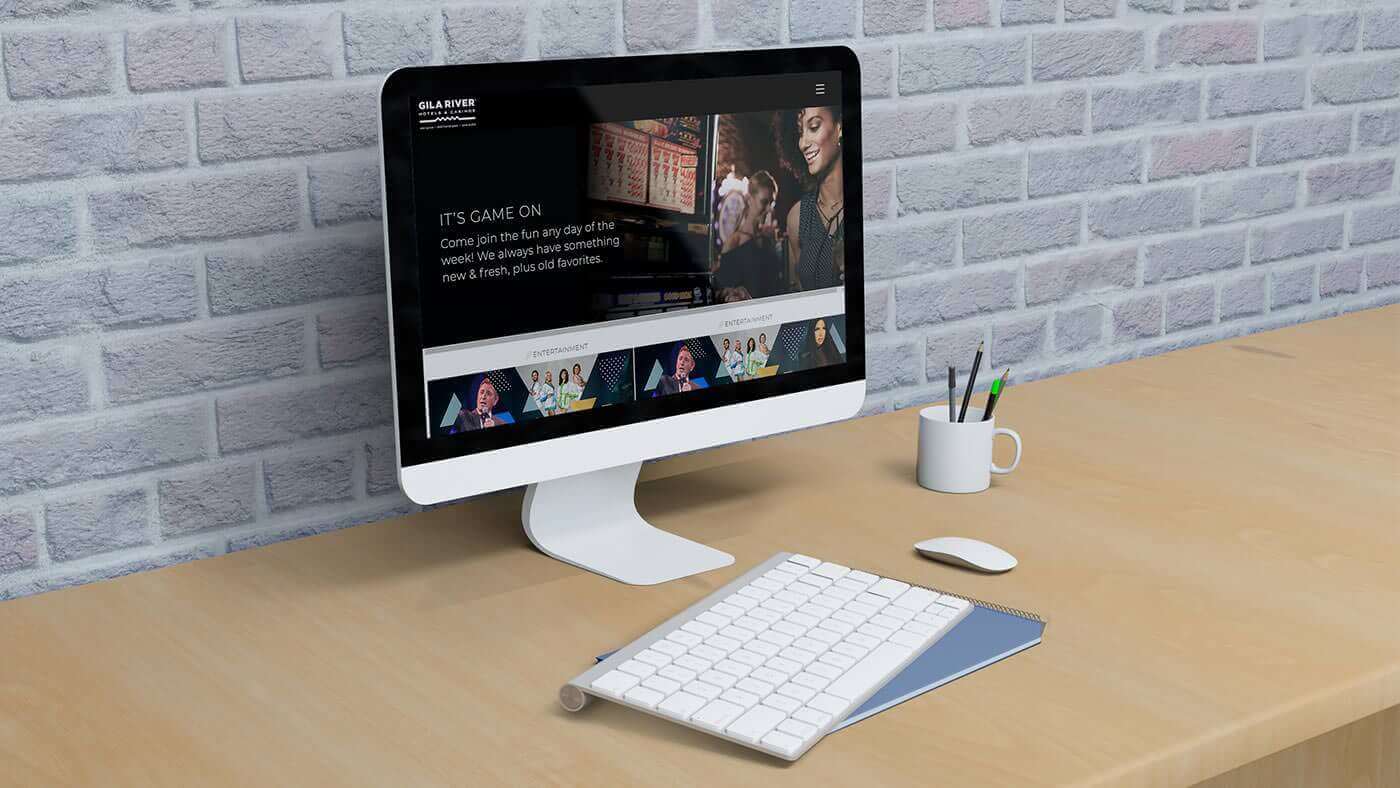 GILA RIVER
HOTELS & CASINOS
IT'S GAME ON
Come join the fun any day of the
week! We always have something
new & fresh, plus old favorites.
// ENTERTAINMENT
// ENTERTAINMENT